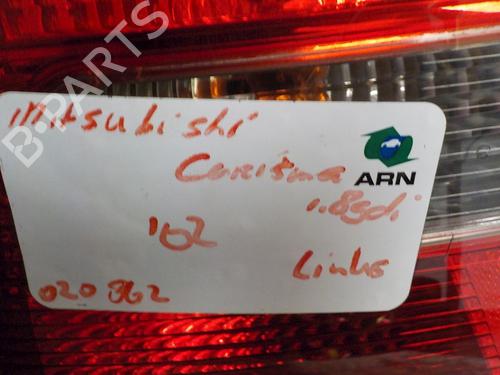 B-PARTS
mitsubishi
Carisma
ARN
1.8gdi
'02
Links
020862